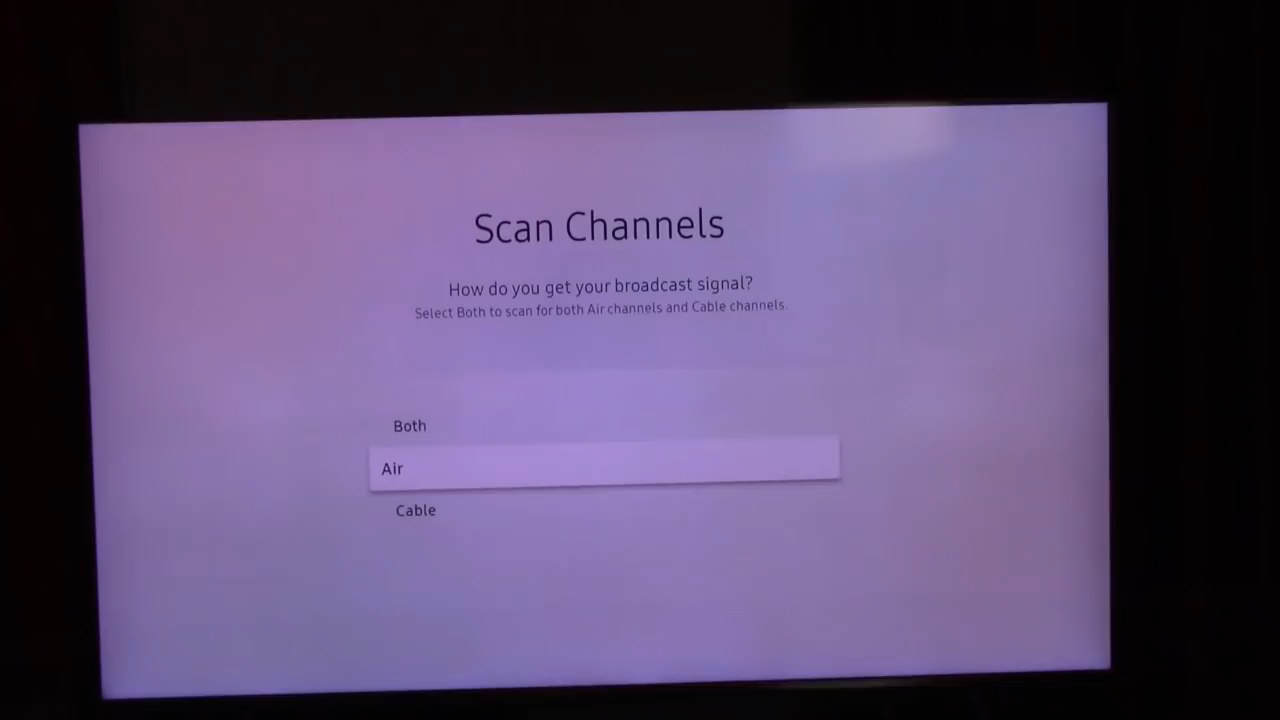 Scan Channels
How do you get your broadcast signal?
Select Both to scan for both Air channels and Cable channels.
Both
Air
Cable